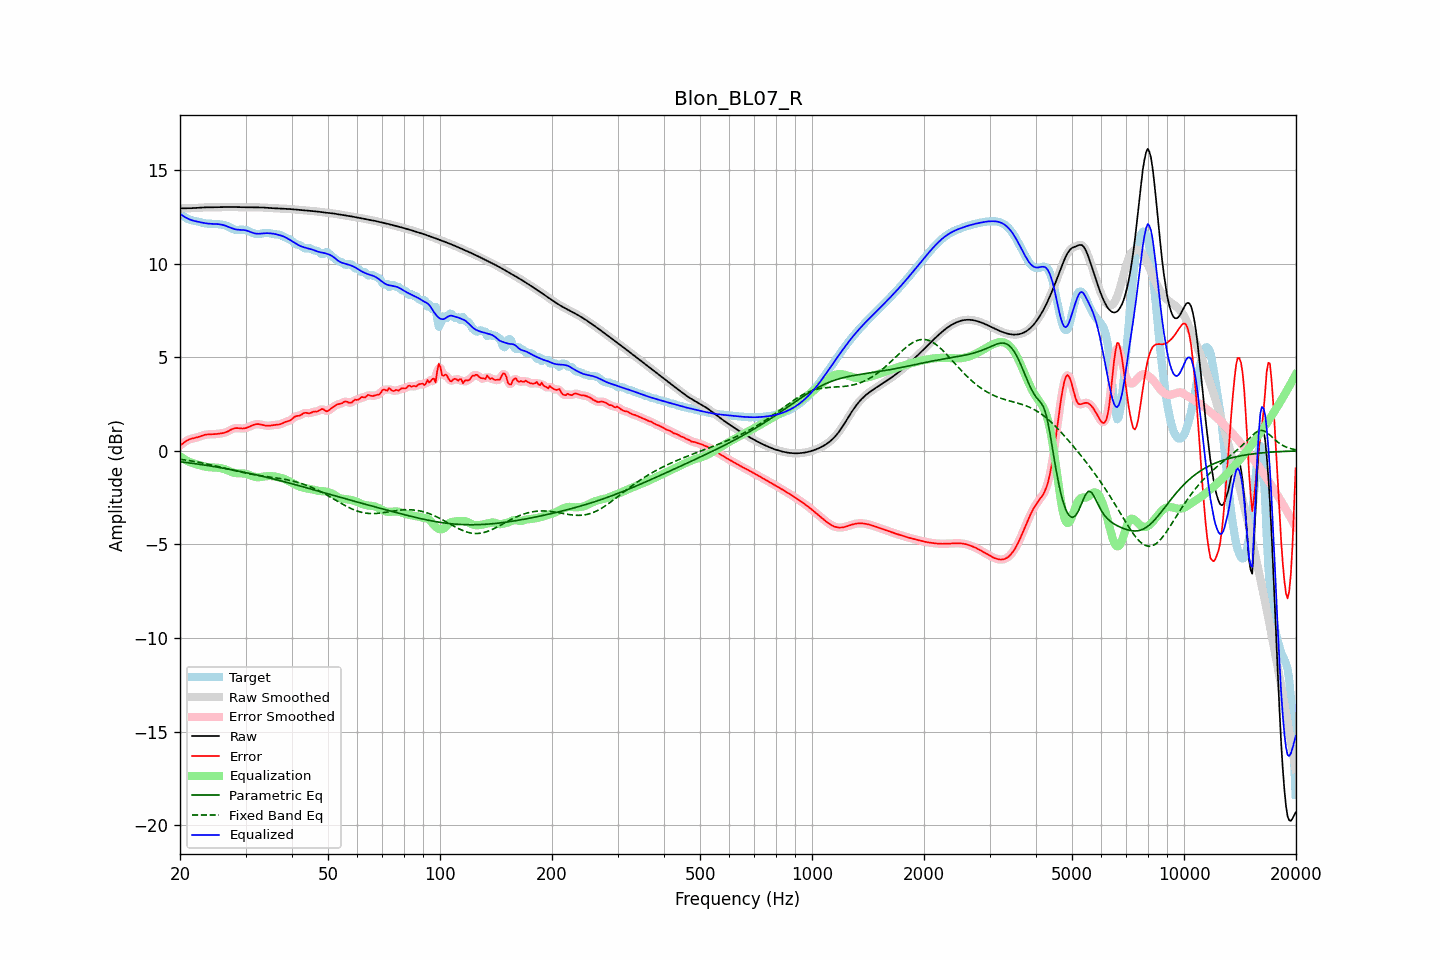 Blon_BL07_R
Amplitude (dBr)
15
10
5
0
−5
−10
−15
−20
Target
Raw Smoothed
Error Smoothed
Raw
Error
Equalization
Parametric Eq
Fixed Band Eq
Equalized
20 50 100 200 500 1000 2000 5000 10000 20000
Frequency (Hz)